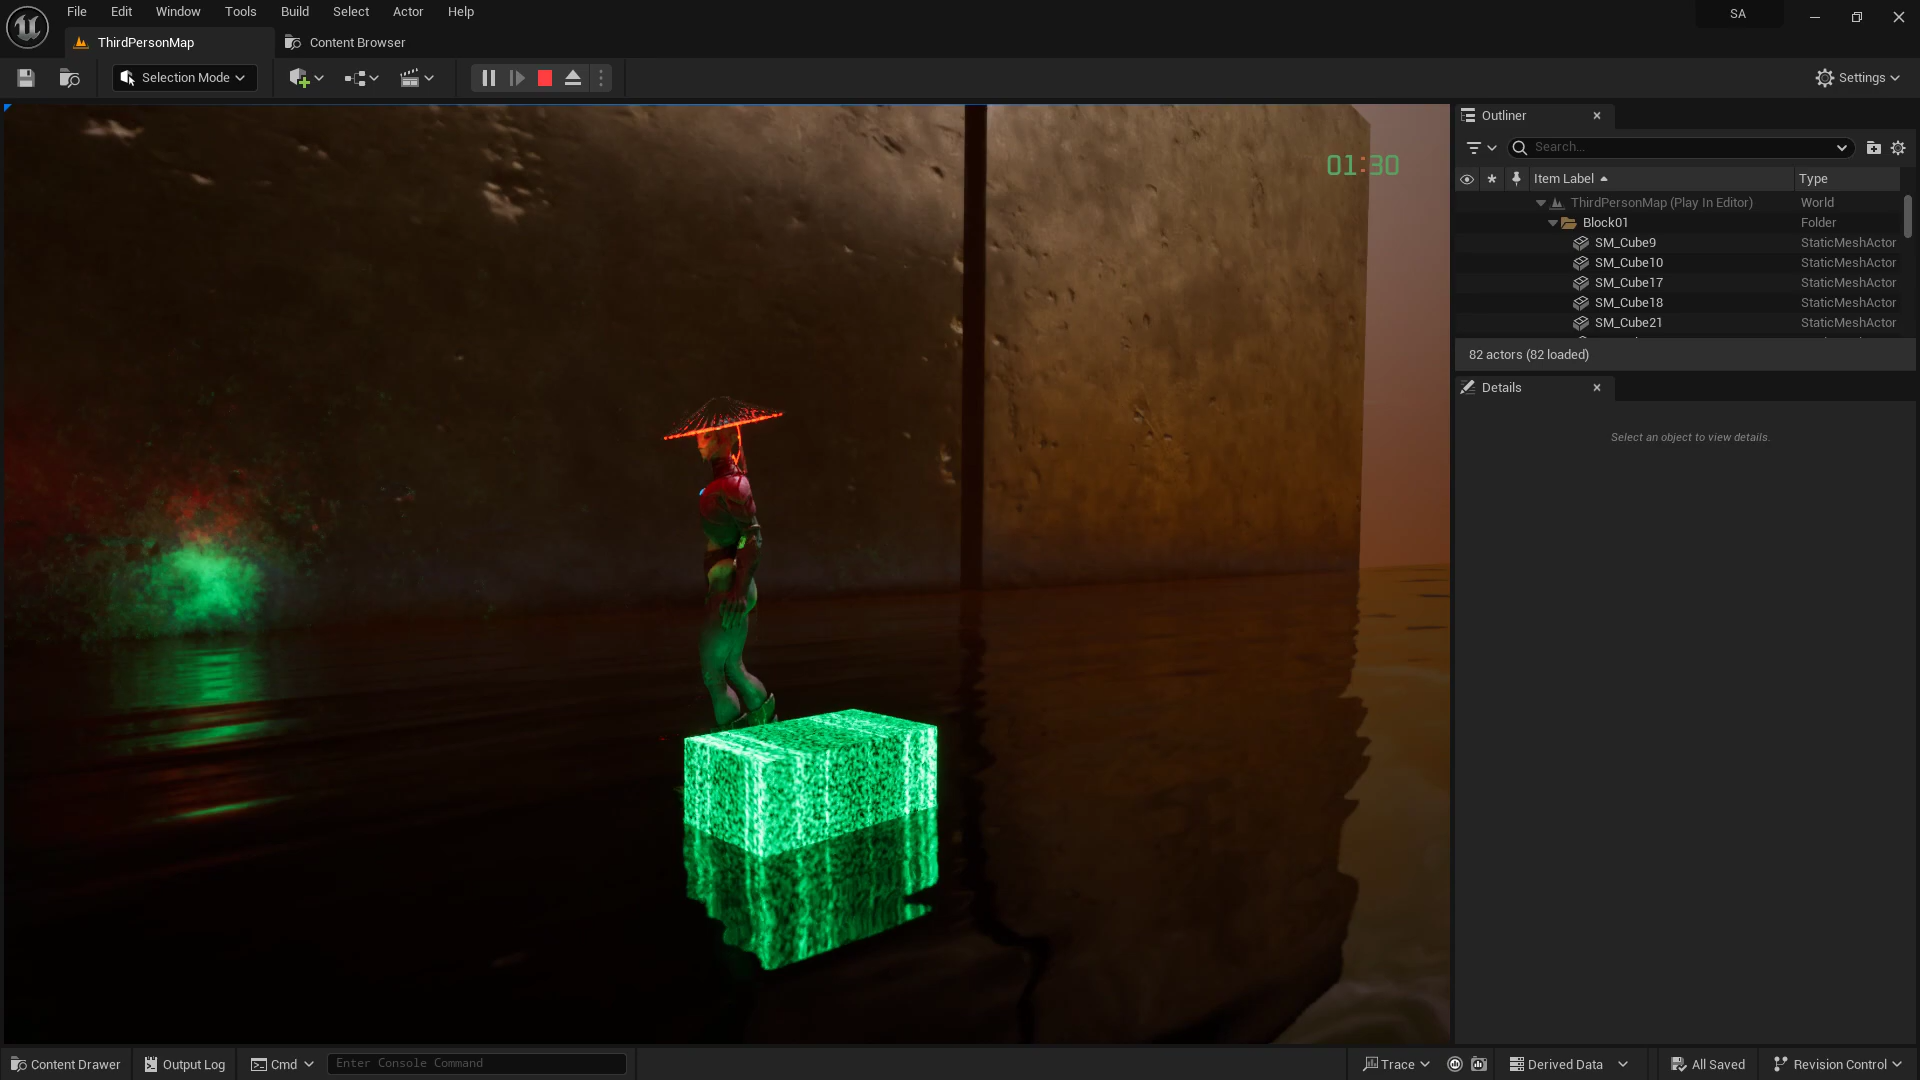 File Edit Window Tools Build Select Actor Help
SA
ThirdPersonMap
Content Browser
Selection Mode
Settings
01:30
Outliner
Search...
Item Label
Type
ThirdPersonMap (Play In Editor) World
Block01 Folder
SM_Cube9 StaticMeshActor
SM_Cube10 StaticMeshActor
SM_Cube17 StaticMeshActor
SM_Cube18 StaticMeshActor
SM_Cube21 StaticMeshActor
82 actors (82 loaded)
Details
Select an object to view details.
Content Drawer
Output Log
Cmd
Enter Console Command
Trace
Derived Data
All Saved
Revision Control